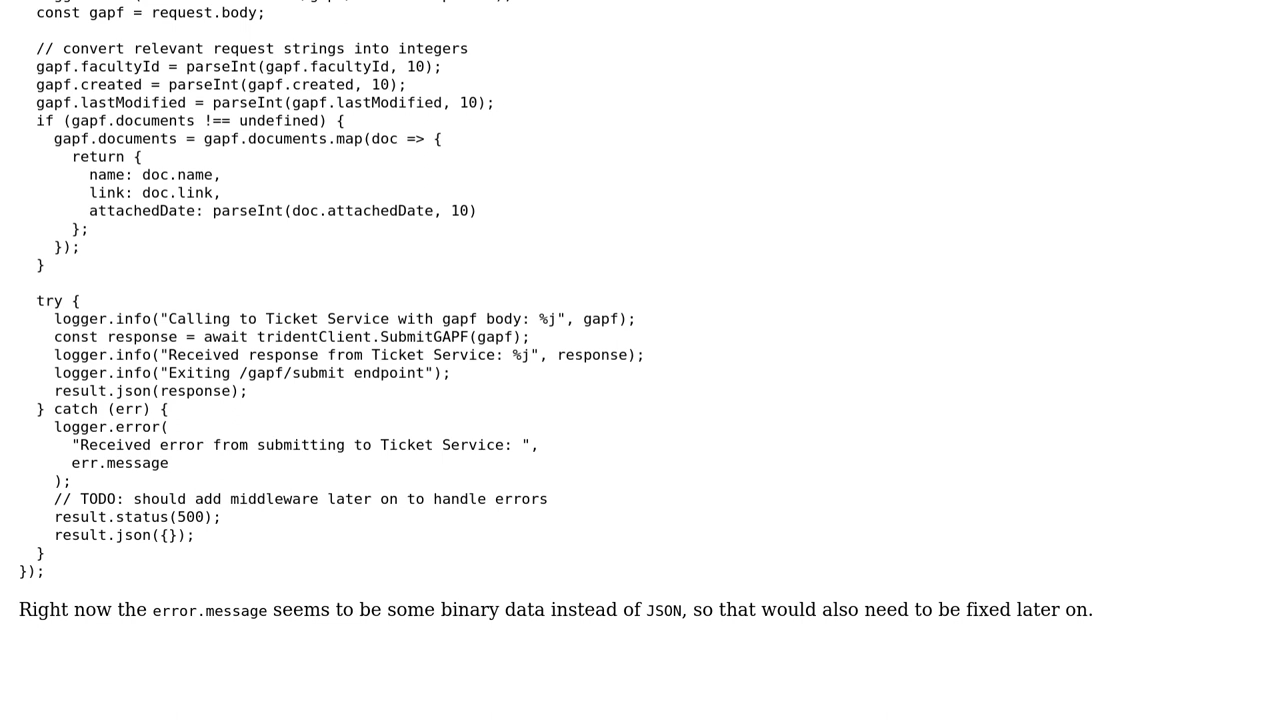 const gapf = request.body;
// convert relevant request strings into integers
gapf.facultyId = parseInt(gapf.facultyId, 10);
gapf.created = parseInt(gapf.created, 10);
gapf.lastModified = parseInt(gapf.lastModified, 10);
if (gapf.documents !== undefined) {
gapf.documents = gapf.documents.map(doc => {
return {
name: doc.name,
link: doc.link,
attachedDate: parseInt(doc.attachedDate, 10)
};
});
}
try {
logger.info("Calling to Ticket Service with gapf body: %j", gapf);
const response = await tridentClient.SubmitGAPF(gapf);
logger.info("Received response from Ticket Service: %j", response);
logger.info("Exiting /gapf/submit endpoint");
result.json(response);
} catch (err) {
logger.error(
"Received error from submitting to Ticket Service: ",
err.message
);
// TODO: should add middleware later on to handle errors
result.status(500);
result.json({});
}
});
Right now the error.message seems to be some binary data instead of JSON, so that would also need to be fixed later on.